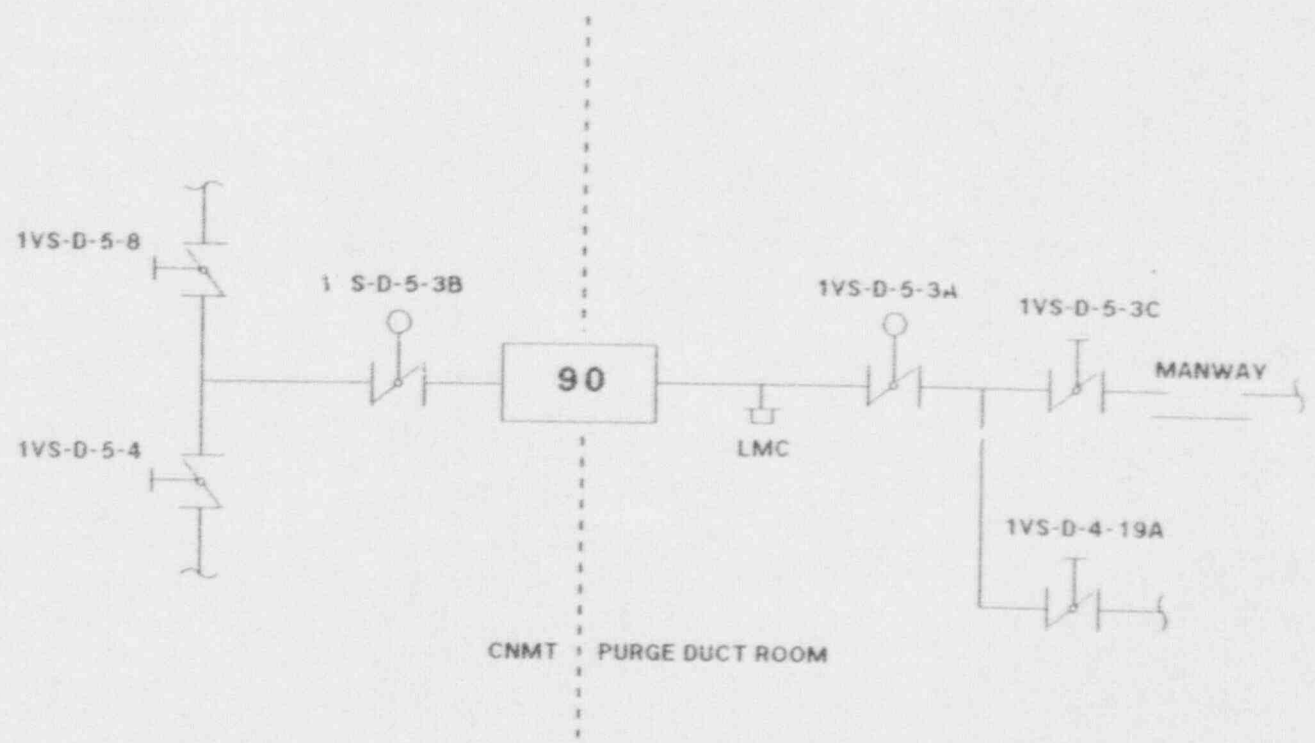 1VS-D-5-8
1 S-D-5-3B
1VS-D-5-3A
1VS-D-5-3C
90
MANWAY
1VS-D-5-4
LMC
1VS-D-4-19A
CNMT
PURGE DUCT ROOM